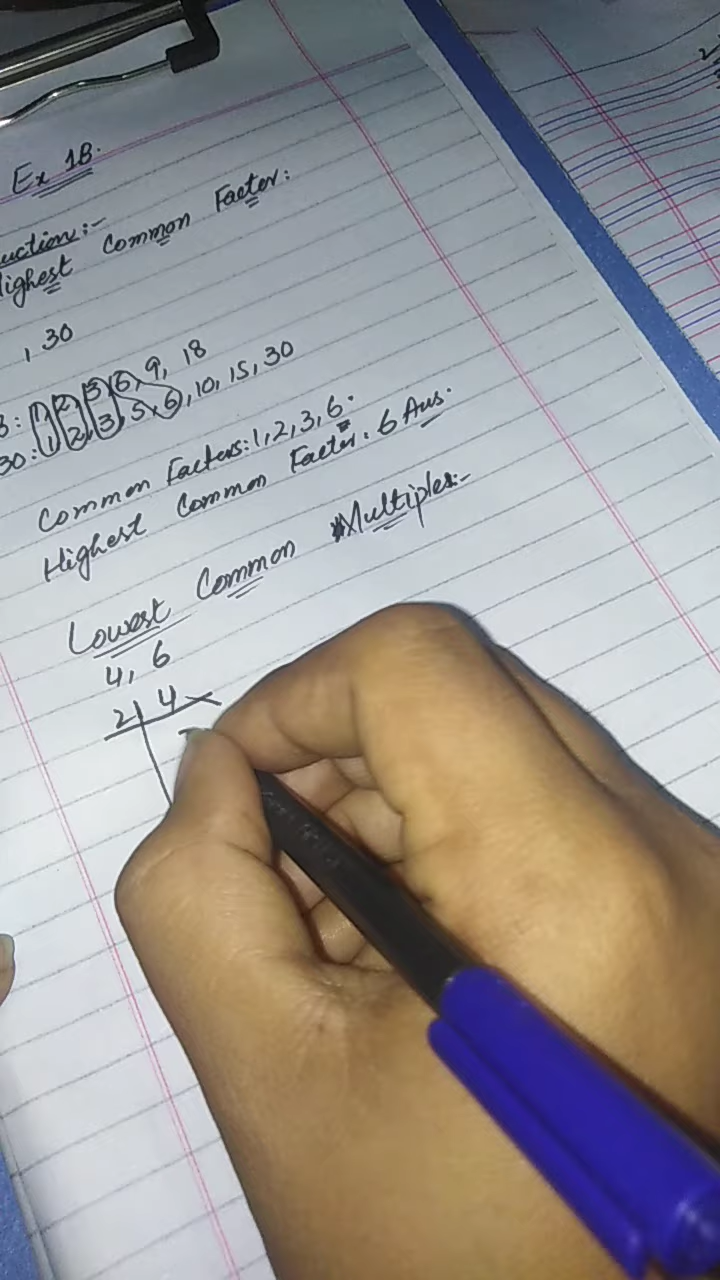 Ex 1B.
uction:-
ighest Common Factor:
, 30
8: 1, 2, 3, 6, 9, 18
30: 1, 2, 3, 5, 6, 10, 15, 30
Common Factors: 1, 2, 3, 6.
Highest Common Factor: 6 Ans.
Lowest Common Multiples:-
4, 6
2 4